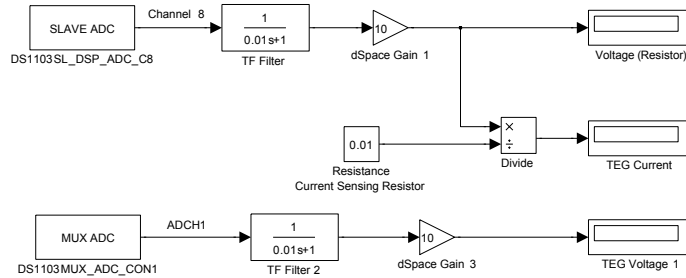 SLAVE ADC
DS1103SL_DSP_ADC_C8
Channel 8
1
0.01s+1
TF Filter
10
dSpace Gain 1
Voltage (Resistor)
0.01
Resistance
Current Sensing Resistor
×
÷
Divide
TEG Current
MUX ADC
DS1103MUX_ADC_CON1
ADCH1
1
0.01s+1
TF Filter 2
10
dSpace Gain 3
TEG Voltage 1